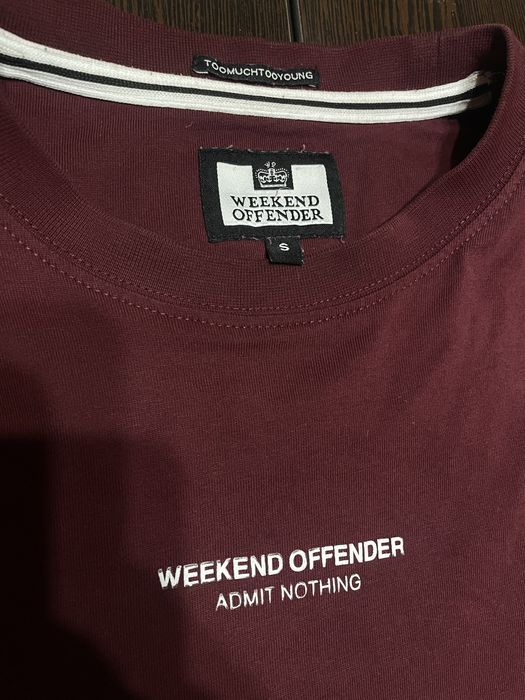 TOOMUCHTOOYOUNG
WEEKEND
OFFENDER
S
WEEKEND OFFENDER
ADMIT NOTHING